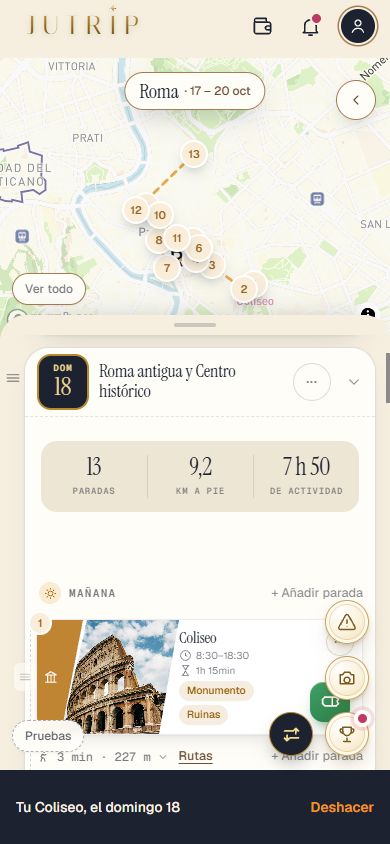 JUTRIP
VITTORIA
Nome
Roma · 17 – 20 oct
PRATI
13
DAD DEL
TICANO
12
10
8
11
6
7
3
2
SAN L
Coliseo
Ver todo
DOM
18
Roma antigua y Centro
histórico
13
9,2
7 h 50
PARADAS
KM A PIE
DE ACTIVIDAD
MAÑANA
+ Añadir parada
1
Coliseo
8:30–18:30
1h 15min
Monumento
Ruinas
Pruebas
3 min · 227 m
Rutas
+ Añadir parada
Tu Coliseo, el domingo 18
Deshacer